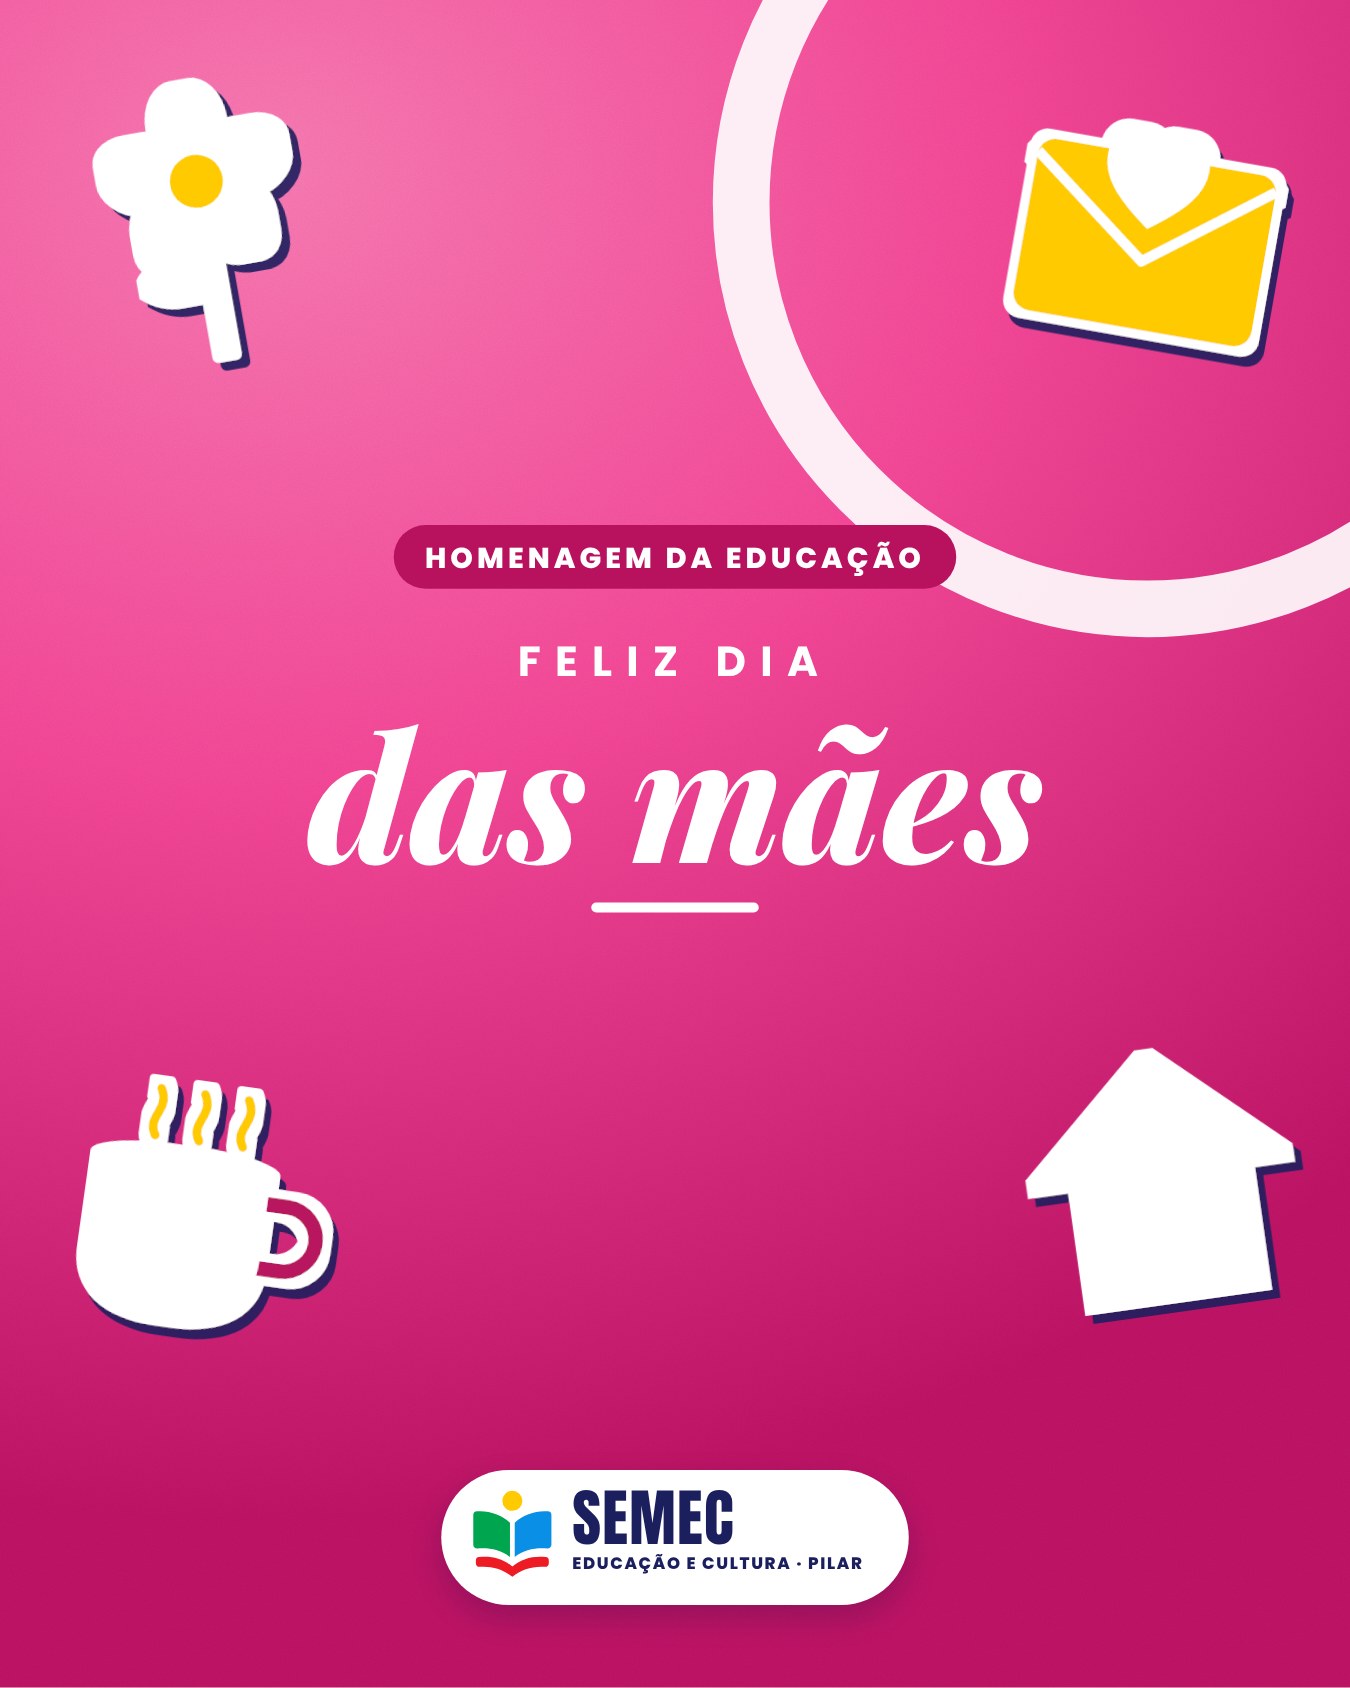 HOMENAGEM DA EDUCAÇÃO
FELIZ DIA
das mães
SEMEC
EDUCAÇÃO E CULTURA · PILAR